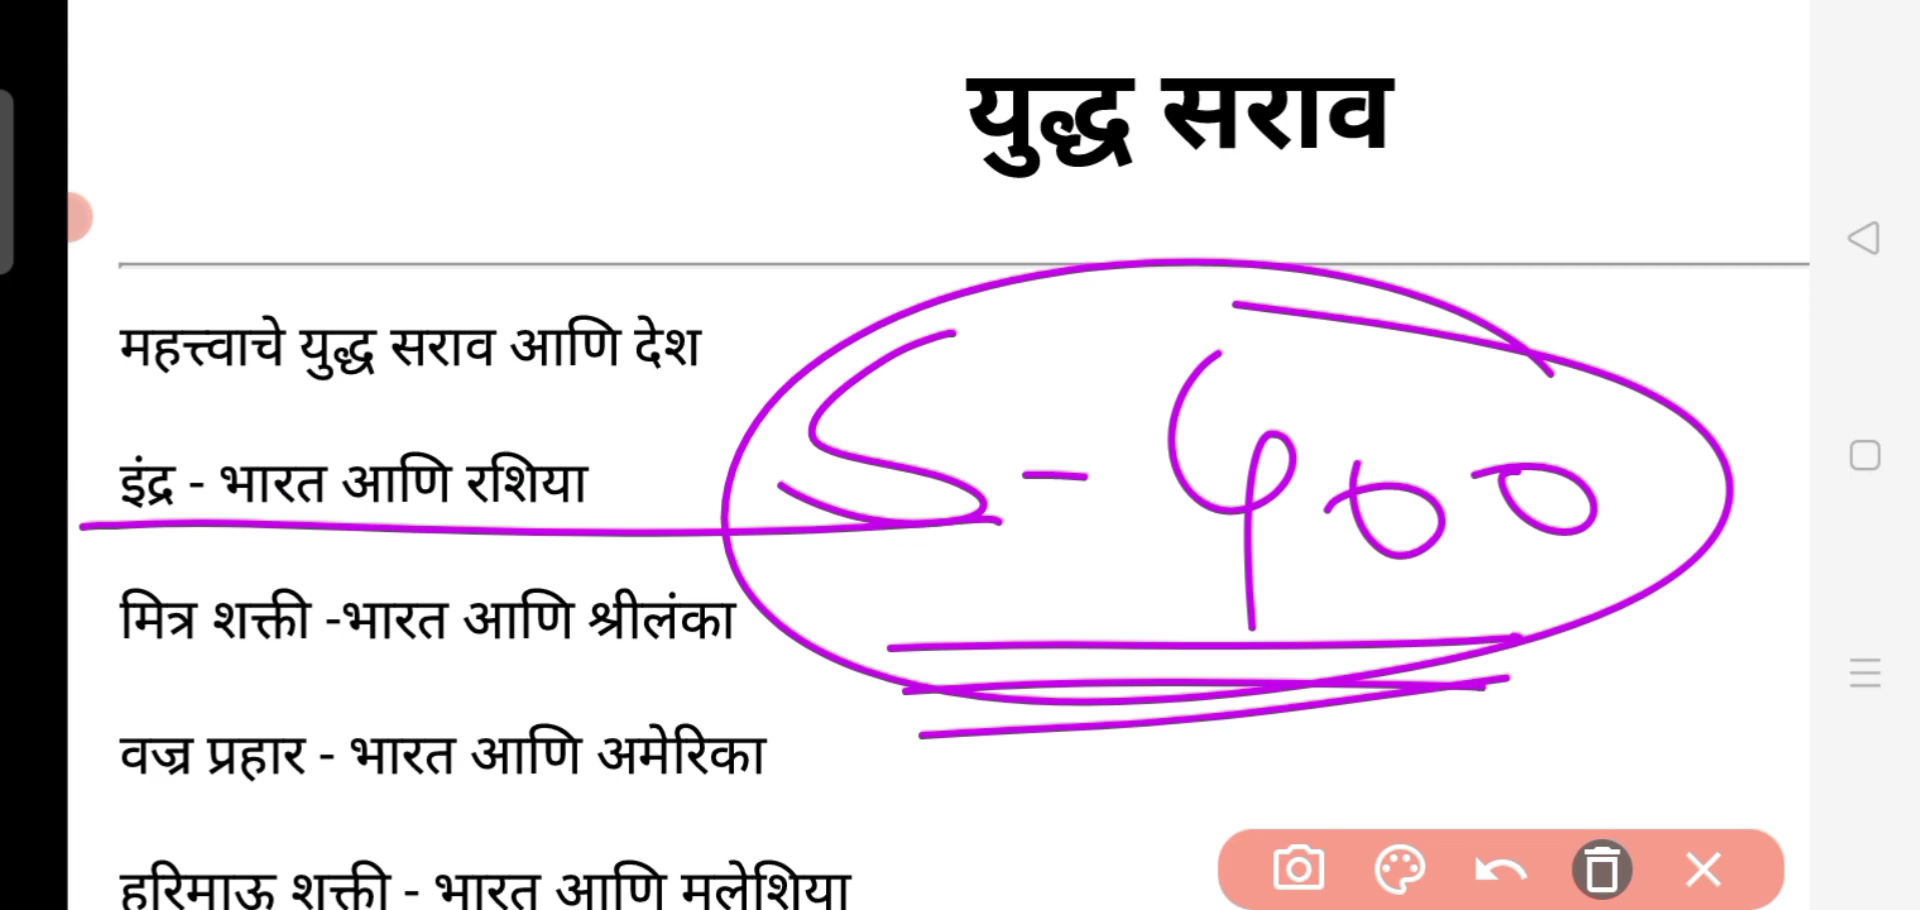 युद्ध सराव
महत्त्वाचे युद्ध सराव आणि देश
इंद्र - भारत आणि रशिया
S-400
मित्र शक्ती -भारत आणि श्रीलंका
वज्र प्रहार - भारत आणि अमेरिका
हरिमाऊ शक्ती - भारत आणि मलेशिया